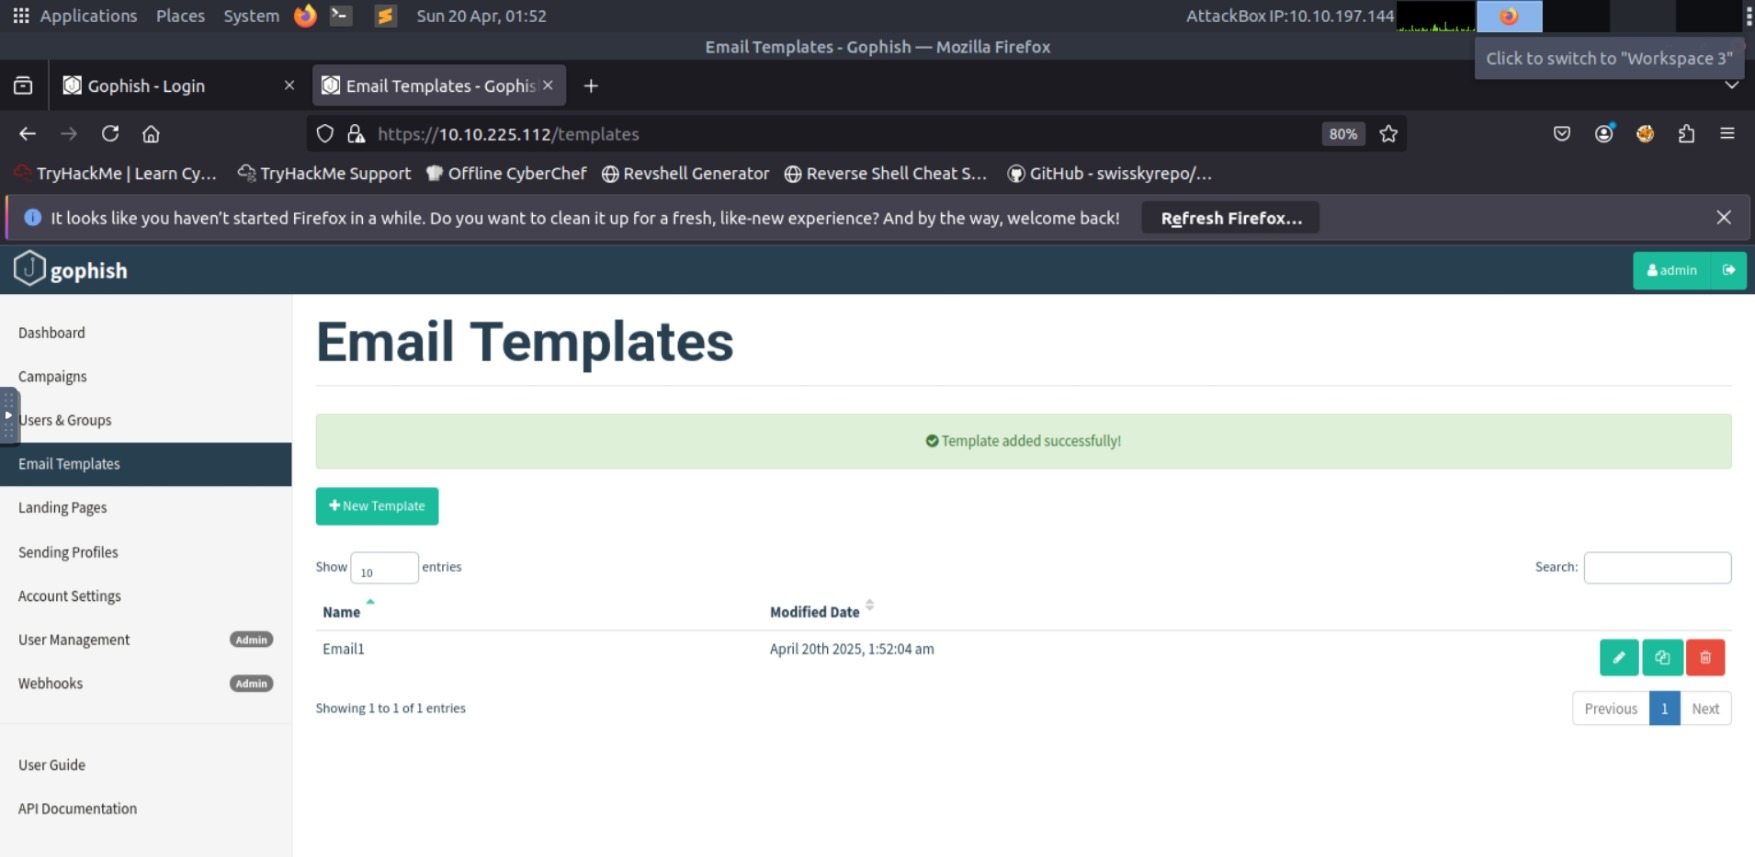 Applications Places System Sun 20 Apr, 01:52 AttackBox IP:10.10.197.144
Email Templates - Gophish — Mozilla Firefox
Click to switch to "Workspace 3"
Gophish - Login Email Templates - Gophis
https://10.10.225.112/templates 80%
TryHackMe | Learn Cy... TryHackMe Support Offline CyberChef Revshell Generator Reverse Shell Cheat S... GitHub - swisskyrepo/...
It looks like you haven't started Firefox in a while. Do you want to clean it up for a fresh, like-new experience? And by the way, welcome back! Refresh Firefox...
gophish admin
Dashboard
Campaigns
Users & Groups
Email Templates
Landing Pages
Sending Profiles
Account Settings
User Management Admin
Webhooks Admin
User Guide
API Documentation
Email Templates
Template added successfully!
New Template
Show 10 entries Search:
Name Modified Date
Email1 April 20th 2025, 1:52:04 am
Showing 1 to 1 of 1 entries Previous 1 Next